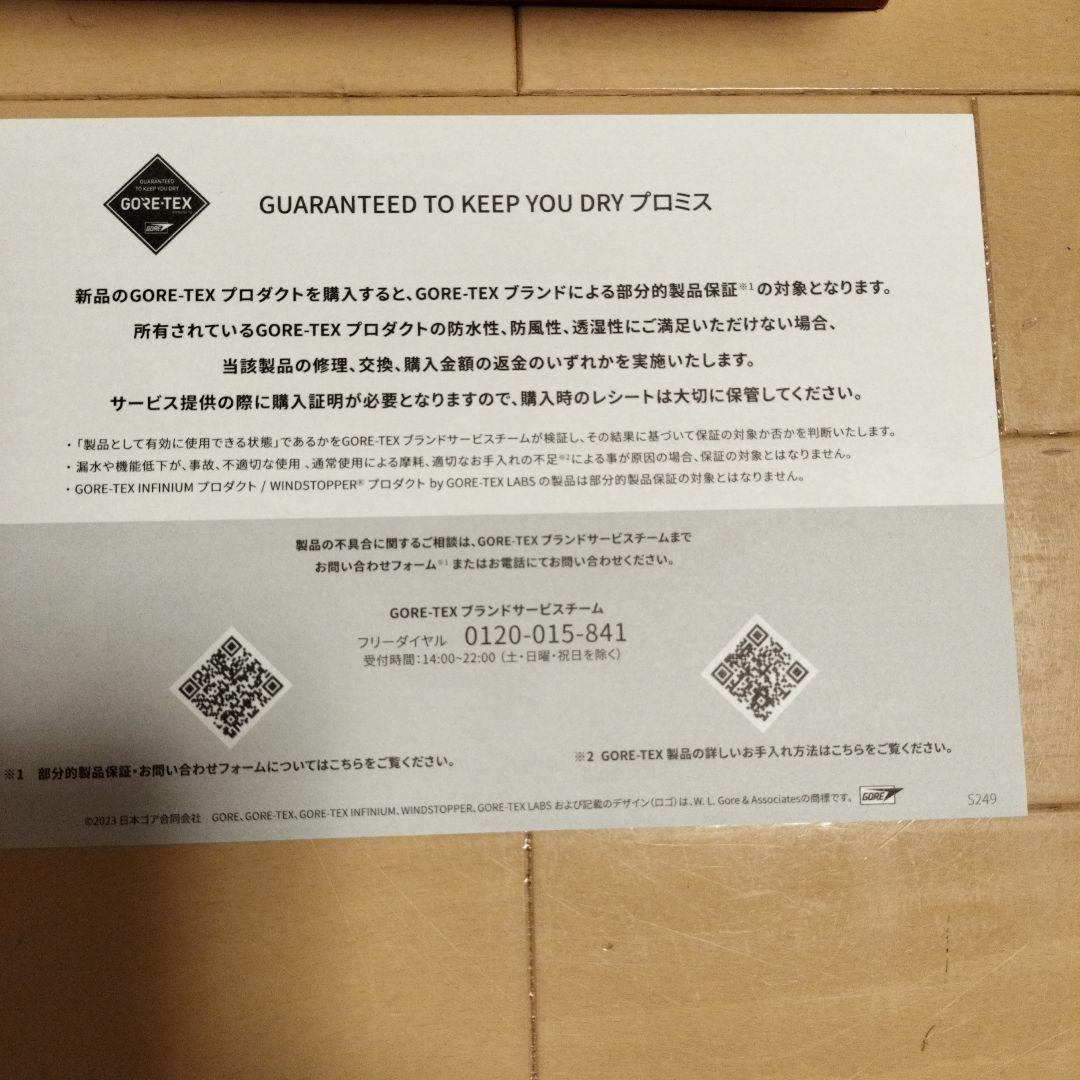 GUARANTEED
TO KEEP YOU DRY
GORE-TEX
GORE
GUARANTEED TO KEEP YOU DRY プロミス
新品のGORE-TEX プロダクトを購入すると、GORE-TEX ブランドによる部分的製品保証※1の対象となります。
所有されているGORE-TEX プロダクトの防水性、防風性、透湿性にご満足いただけない場合、
当該製品の修理、交換、購入金額の返金のいずれかを実施いたします。
サービス提供の際に購入証明が必要となりますので、購入時のレシートは大切に保管してください。
・「製品として有効に使用できる状態」であるかをGORE-TEX ブランドサービスチームが検証し、その結果に基づいて保証の対象か否かを判断いたします。
・漏水や機能低下が、事故、不適切な使用、通常使用による摩耗、適切なお手入れの不足※2による事が原因の場合、保証の対象とはなりません。
・GORE-TEX INFINIUM プロダクト / WINDSTOPPER® プロダクト by GORE-TEX LABS の製品は部分的製品保証の対象とはなりません。
製品の不具合に関するご相談は、GORE-TEX ブランドサービスチームまで
お問い合わせフォーム※1 またはお電話にてお問い合わせください。
GORE-TEX ブランドサービスチーム
フリーダイヤル 0120-015-841
受付時間：14:00~22:00（土・日曜・祝日を除く）
※1 部分的製品保証・お問い合わせフォームについてはこちらをご覧ください。
※2 GORE-TEX 製品の詳しいお手入れ方法はこちらをご覧ください。
©2023 日本ゴア合同会社 GORE、GORE-TEX、GORE-TEX INFINIUM、WINDSTOPPER、GORE-TEX LABS および記載のデザイン（ロゴ）は、W. L. Gore & Associatesの商標です。 GORE S249